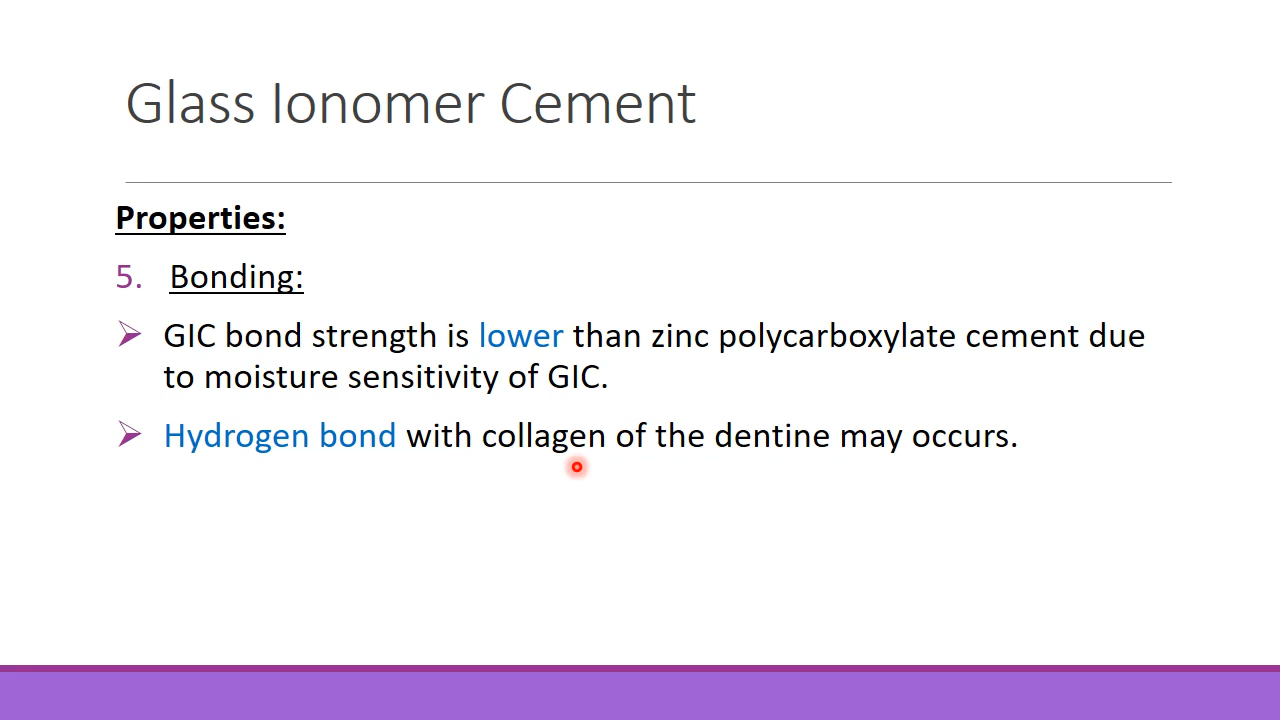 Glass Ionomer Cement
Properties:
5. Bonding:
GIC bond strength is lower than zinc polycarboxylate cement due
to moisture sensitivity of GIC.
Hydrogen bond with collagen of the dentine may occurs.